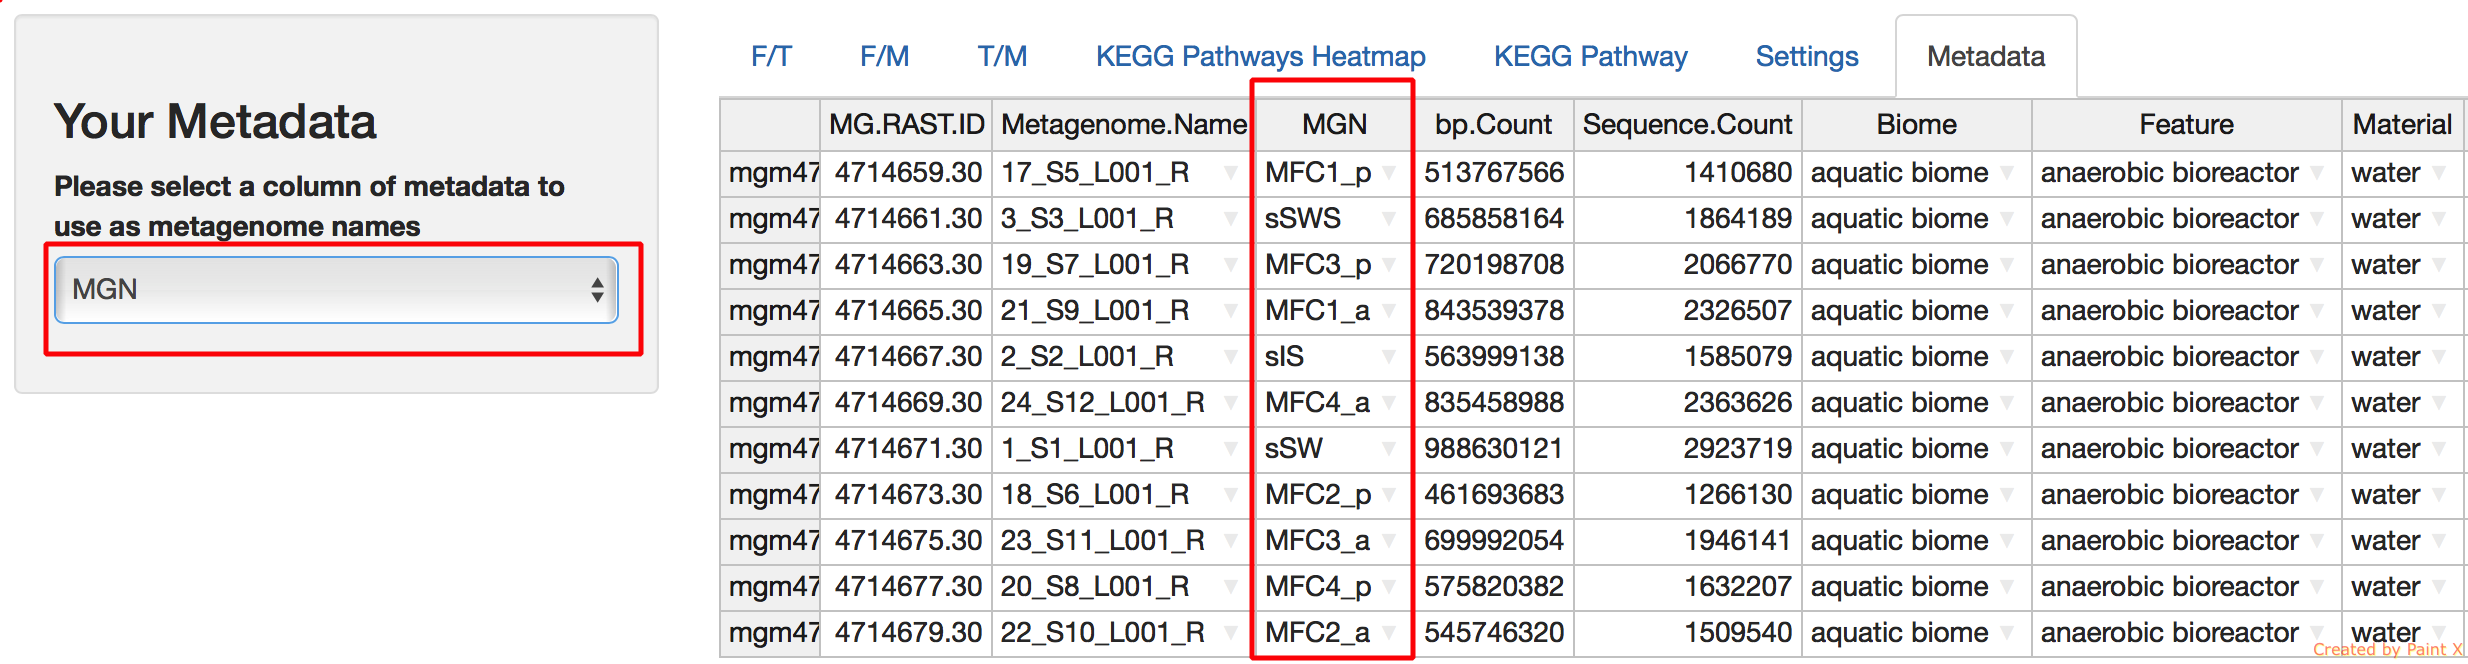 Your Metadata
Please select a column of metadata to
use as metagenome names
MGN
F/T F/M T/M KEGG Pathways Heatmap KEGG Pathway Settings Metadata
MG.RAST.ID Metagenome.Name MGN bp.Count Sequence.Count Biome Feature Material
mgm47 4714659.30 17_S5_L001_R MFC1_p 513767566 1410680 aquatic biome anaerobic bioreactor water
mgm47 4714661.30 3_S3_L001_R sSWS 685858164 1864189 aquatic biome anaerobic bioreactor water
mgm47 4714663.30 19_S7_L001_R MFC3_p 720198708 2066770 aquatic biome anaerobic bioreactor water
mgm47 4714665.30 21_S9_L001_R MFC1_a 843539378 2326507 aquatic biome anaerobic bioreactor water
mgm47 4714667.30 2_S2_L001_R sIS 563999138 1585079 aquatic biome anaerobic bioreactor water
mgm47 4714669.30 24_S12_L001_R MFC4_a 835458988 2363626 aquatic biome anaerobic bioreactor water
mgm47 4714671.30 1_S1_L001_R sSW 988630121 2923719 aquatic biome anaerobic bioreactor water
mgm47 4714673.30 18_S6_L001_R MFC2_p 461693683 1266130 aquatic biome anaerobic bioreactor water
mgm47 4714675.30 23_S11_L001_R MFC3_a 699992054 1946141 aquatic biome anaerobic bioreactor water
mgm47 4714677.30 20_S8_L001_R MFC4_p 575820382 1632207 aquatic biome anaerobic bioreactor water
mgm47 4714679.30 22_S10_L001_R MFC2_a 545746320 1509540 aquatic biome anaerobic bioreactor water
Created by Paint X